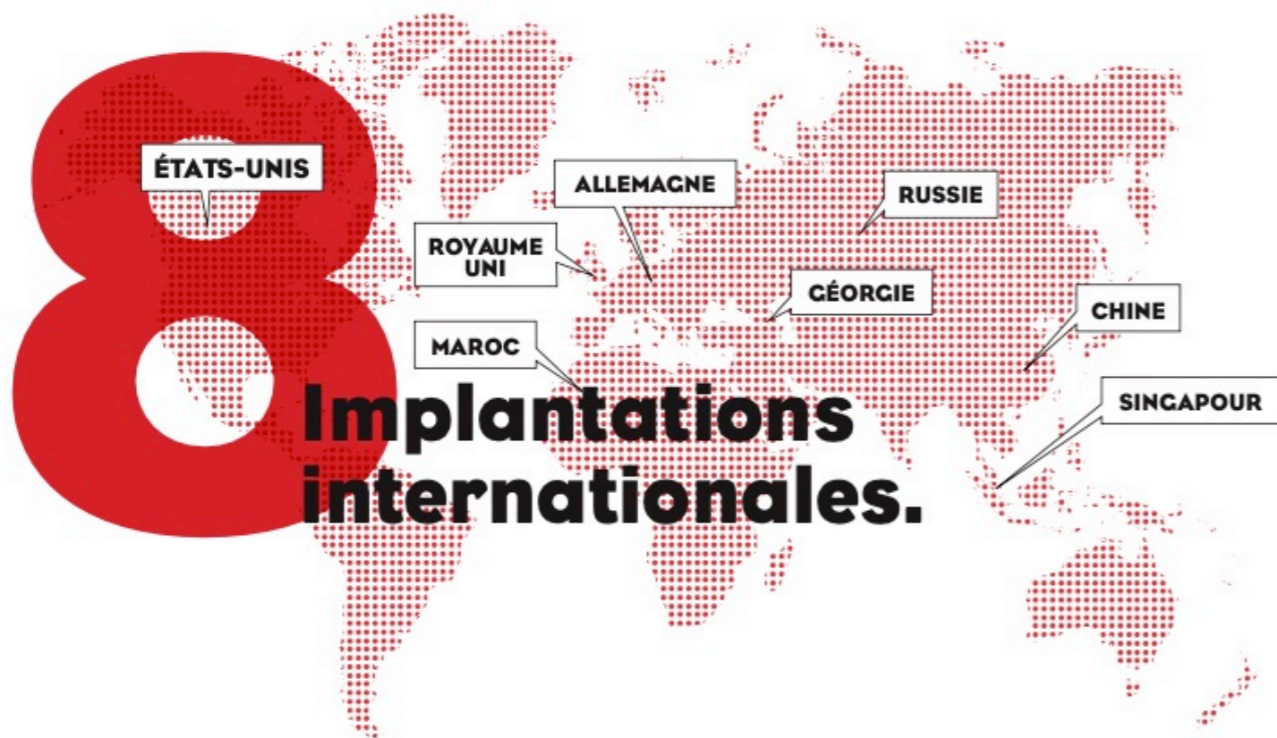 8
ÉTATS-UNIS
ALLEMAGNE
RUSSIE
ROYAUME
UNI
GÉORGIE
CHINE
MAROC
SINGAPOUR
Implantations
internationales.